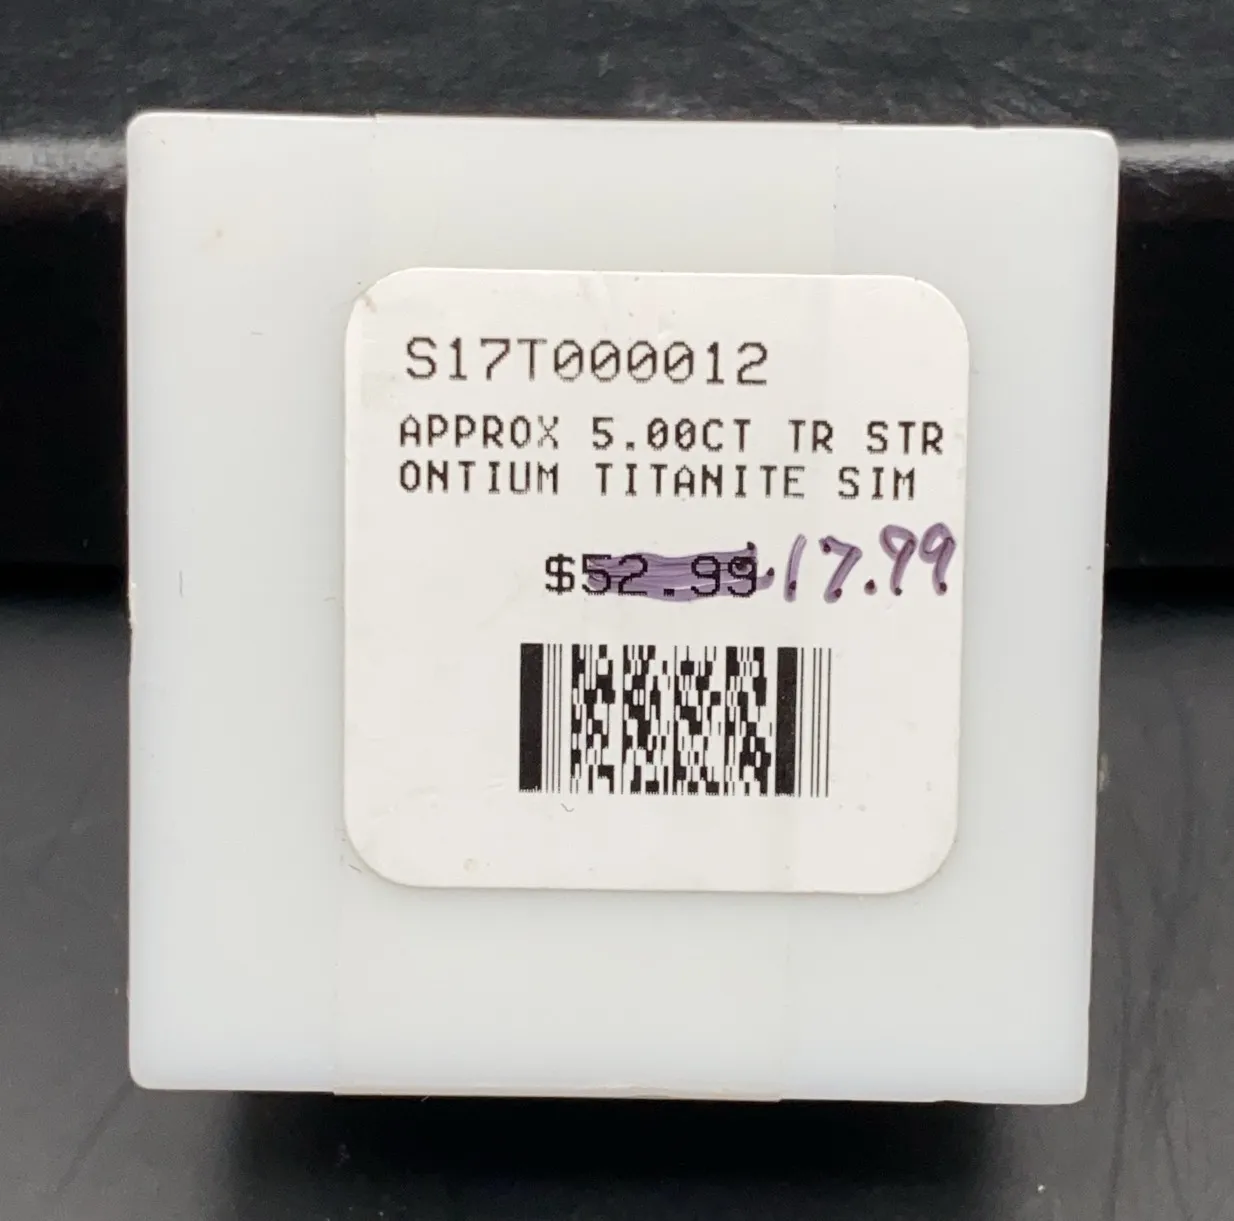 S17T000012
APPROX 5.00CT TR STR
ONTIUM TITANITE SIM
$52.99 17.99